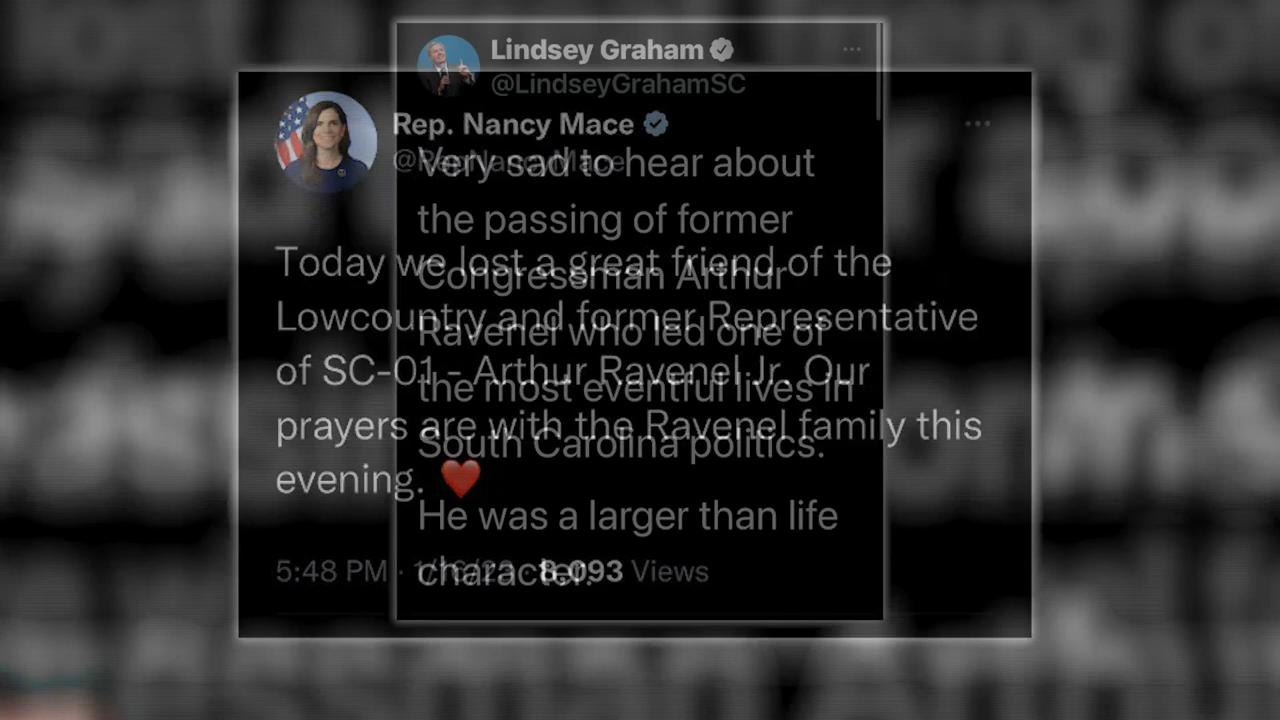 Lindsey Graham
@LindseyGrahamSC
Very sad to hear about
the passing of former
Congressman Arthur
Ravenel who led one of
the most eventful lives in
South Carolina politics.
He was a larger than life
character.
Rep. Nancy Mace
@RepNancyMace
Today we lost a great friend of the
Lowcountry and former Representative
of SC-01 - Arthur Ravenel Jr. Our
prayers are with the Ravenel family this
evening. ❤️
5:48 PM · 8,093 Views